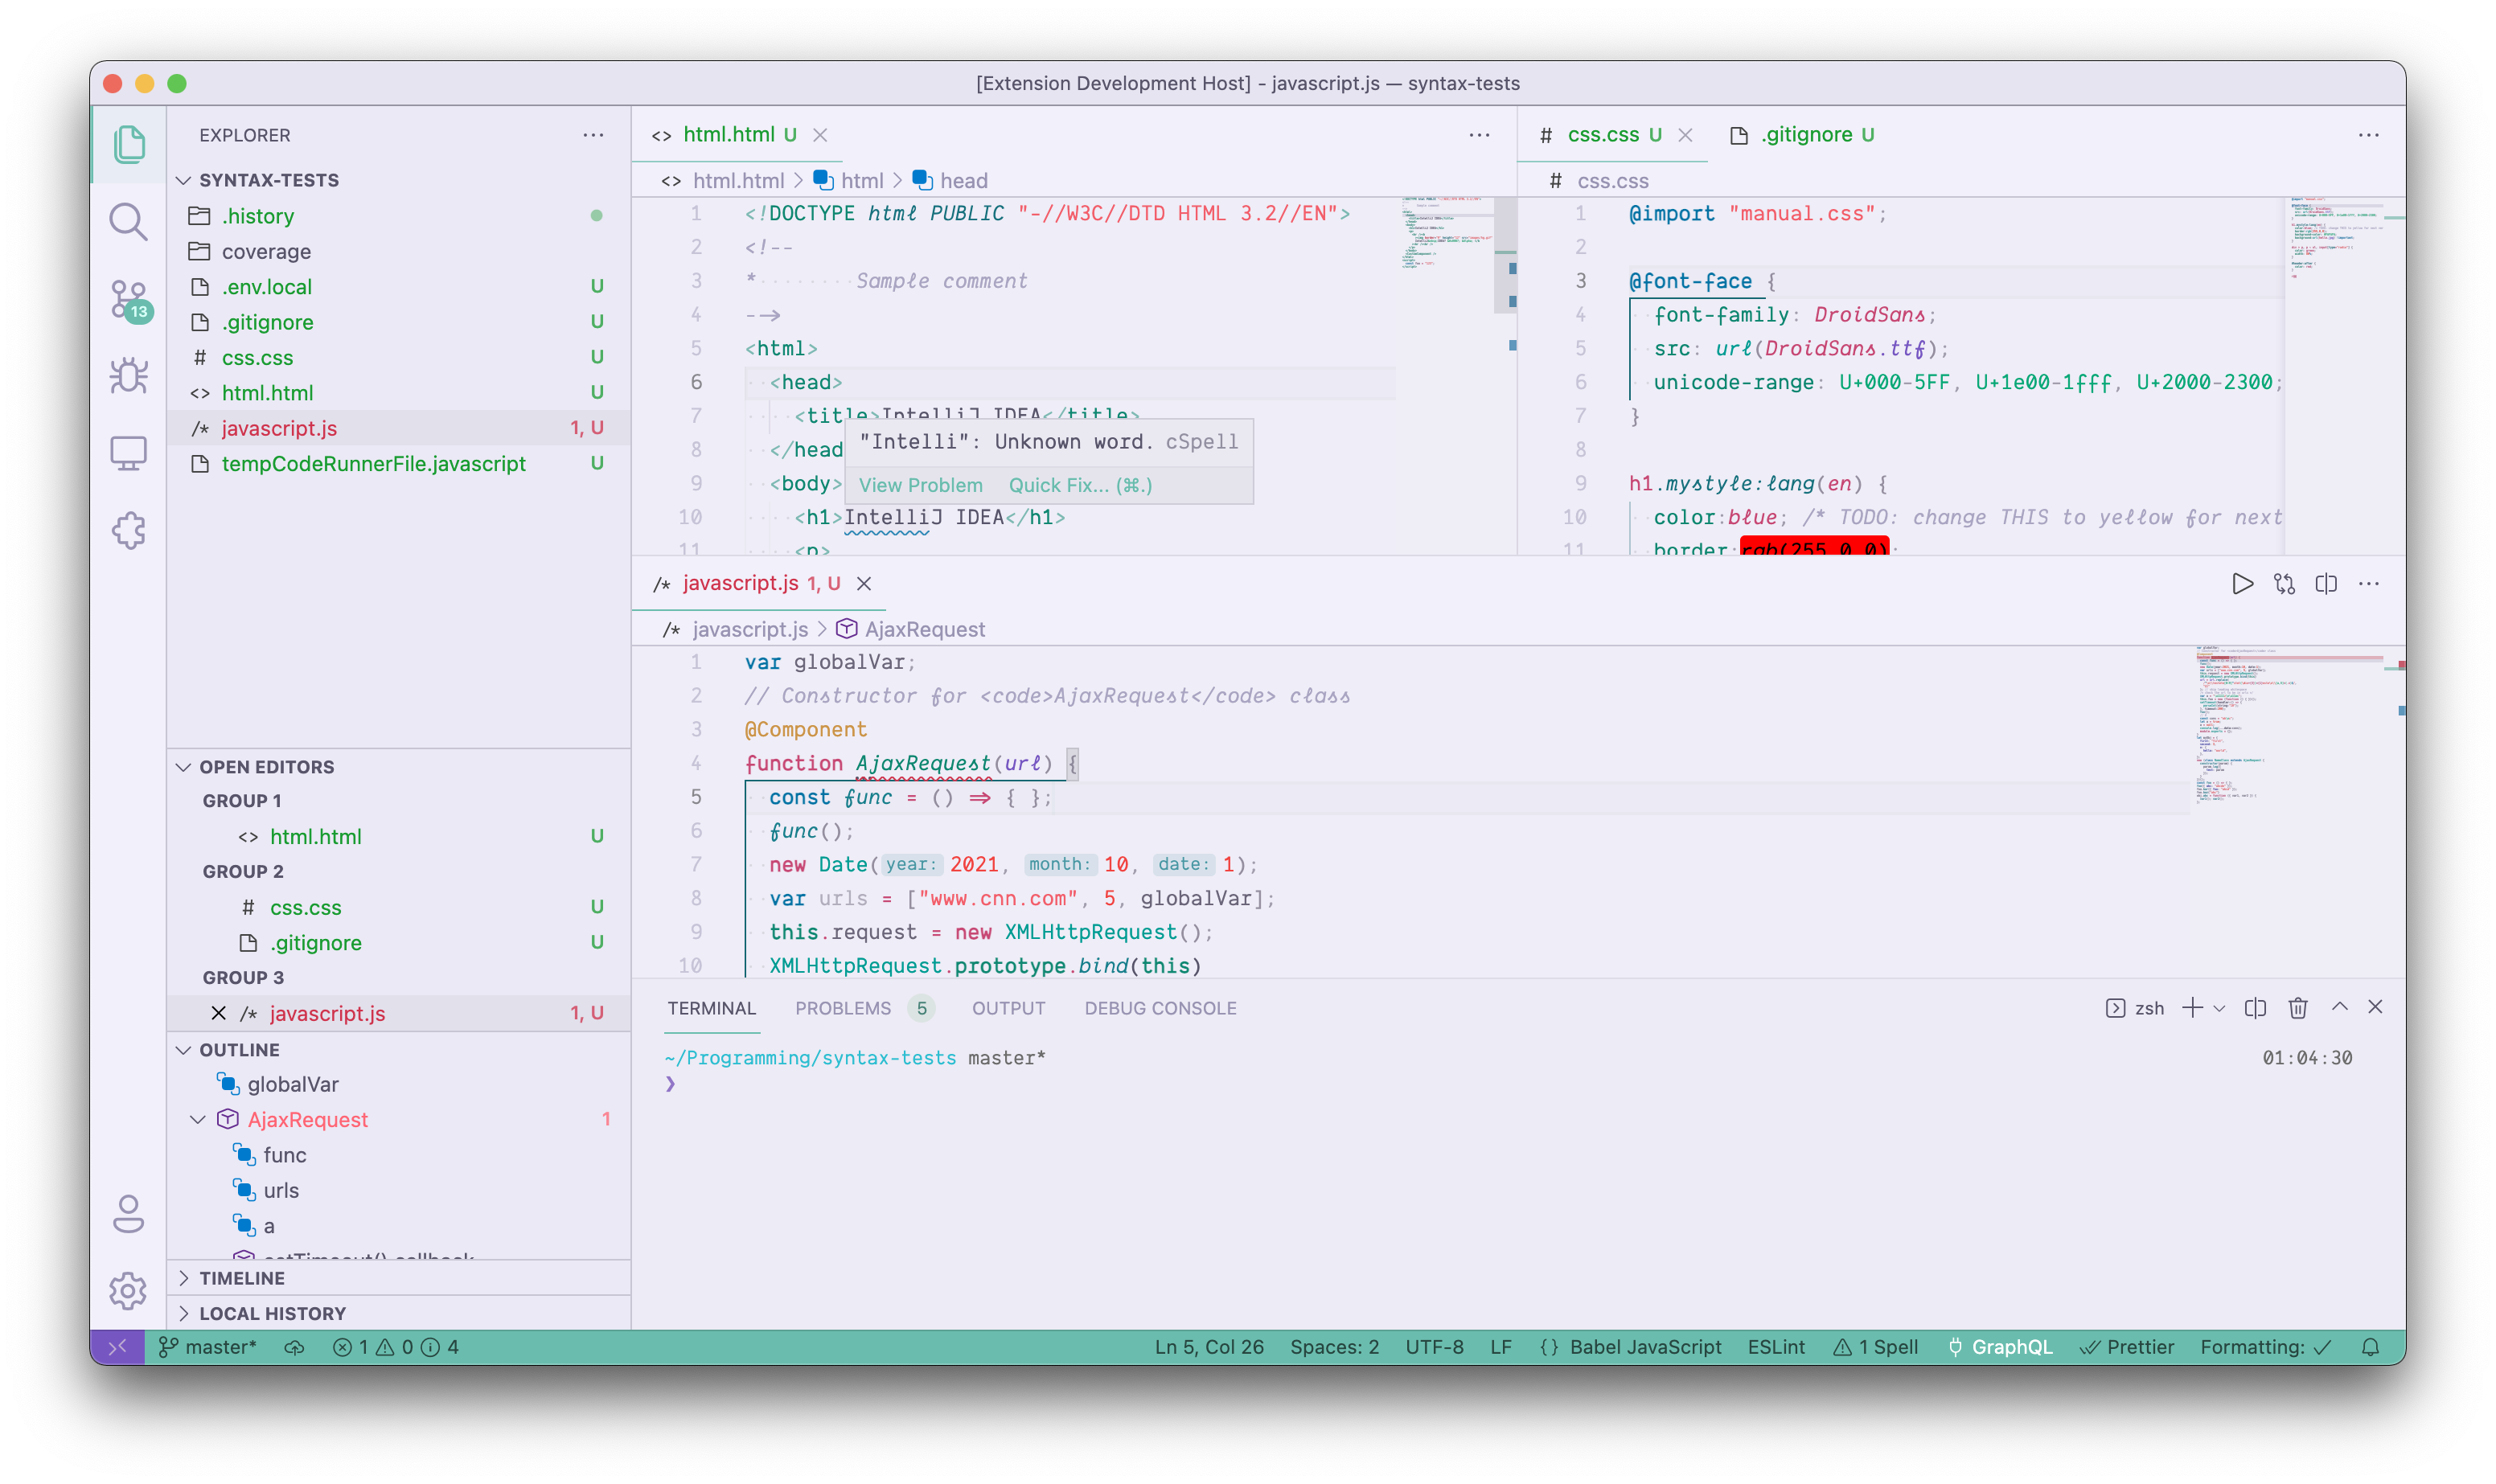 [Extension Development Host] - javascript.js — syntax-tests
EXPLORER
SYNTAX-TESTS
.history
coverage
.env.local U
.gitignore U
# css.css U
<> html.html U
/* javascript.js 1, U
tempCodeRunnerFile.javascript U
OPEN EDITORS
GROUP 1
<> html.html U
GROUP 2
# css.css U
.gitignore U
GROUP 3
/* javascript.js 1, U
OUTLINE
globalVar
AjaxRequest 1
func
urls
a
setTimeout() callback
TIMELINE
LOCAL HISTORY
13
<> html.html U
<> html.html > html > head
1 <!DOCTYPE html PUBLIC "-//W3C//DTD HTML 3.2//EN">
2 <!--
3 *········Sample comment
4 -->
5 <html>
6 ··<head>
7 ····<title>IntelliJ IDEA</title>
8 ··</head
9 ··<body>
10 ····<h1>IntelliJ IDEA</h1>
11 ····<p>
"Intelli": Unknown word. cSpell
View Problem Quick Fix... (⌘.)
# css.css U .gitignore U
# css.css
1 @import "manual.css";
2
3 @font-face {
4 ··font-family: DroidSans;
5 ··src: url(DroidSans.ttf);
6 ··unicode-range: U+000-5FF, U+1e00-1fff, U+2000-2300;
7 }
8
9 h1.mystyle:lang(en) {
10 ··color:blue; /* TODO: change THIS to yellow for next
11 ··border:rgb(255,0,0);
/* javascript.js 1, U
/* javascript.js > AjaxRequest
1 var globalVar;
2 // Constructor for <code>AjaxRequest</code> class
3 @Component
4 function AjaxRequest(url) {
5 ··const func = () => { };
6 ··func();
7 ··new Date( year: 2021, month: 10, date: 1);
8 ··var urls = ["www.cnn.com", 5, globalVar];
9 ··this.request = new XMLHttpRequest();
10 ··XMLHttpRequest.prototype.bind(this)
TERMINAL PROBLEMS 5 OUTPUT DEBUG CONSOLE zsh
~/Programming/syntax-tests master* 01:04:30
❯
master* 1 0 4 Ln 5, Col 26 Spaces: 2 UTF-8 LF {} Babel JavaScript ESLint 1 Spell GraphQL Prettier Formatting: ✓